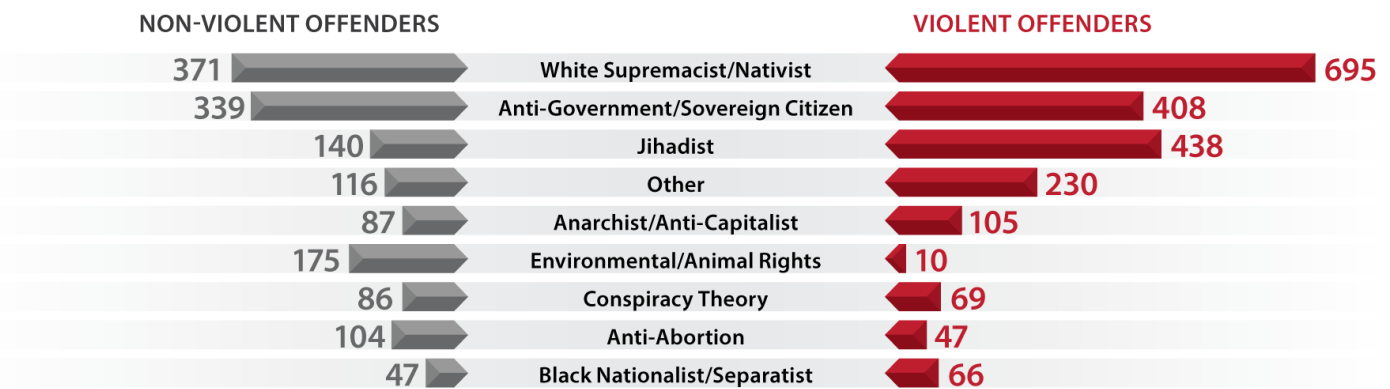 NON-VIOLENT OFFENDERS VIOLENT OFFENDERS
371 White Supremacist/Nativist 695
339 Anti-Government/Sovereign Citizen 408
140 Jihadist 438
116 Other 230
87 Anarchist/Anti-Capitalist 105
175 Environmental/Animal Rights 10
86 Conspiracy Theory 69
104 Anti-Abortion 47
47 Black Nationalist/Separatist 66